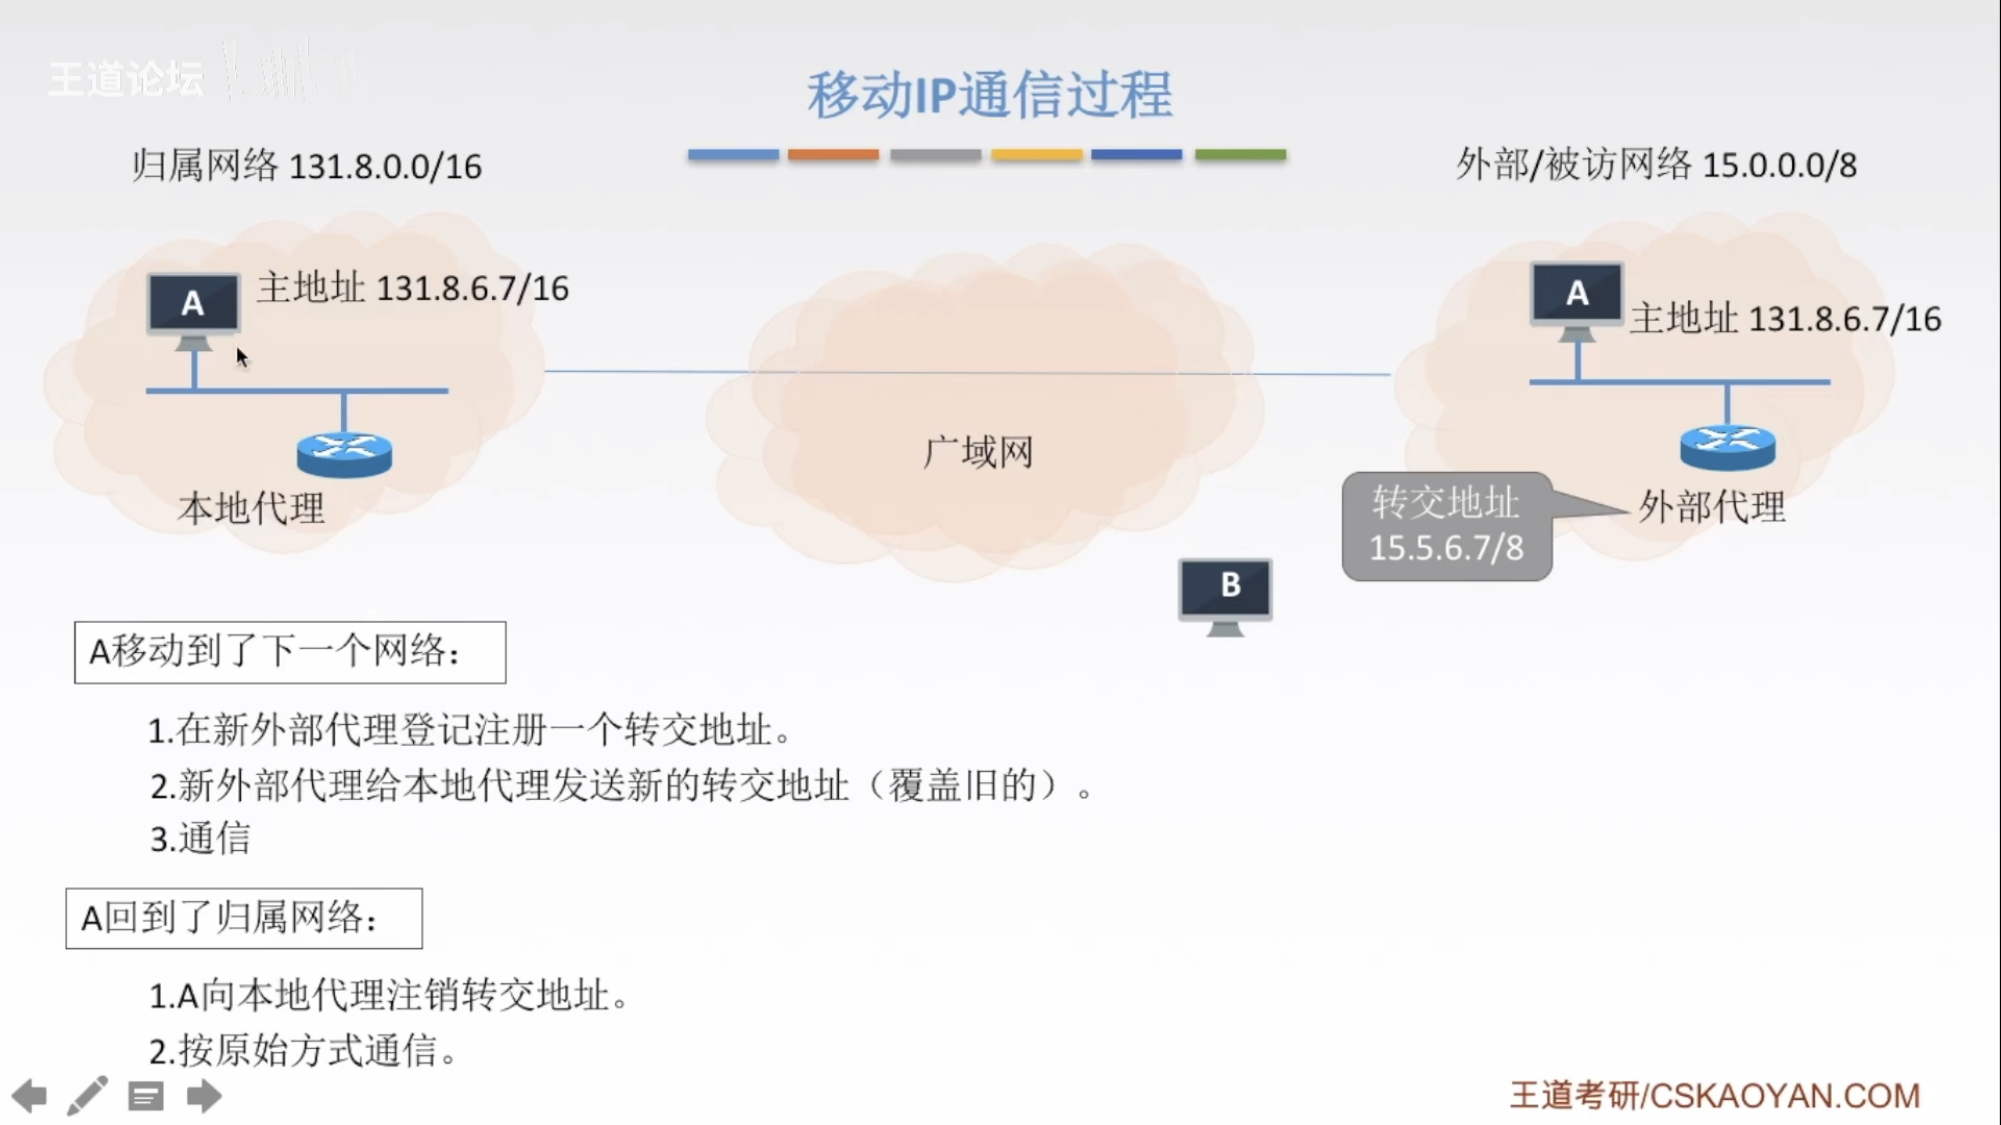 王道论坛
移动IP通信过程
归属网络 131.8.0.0/16
外部/被访网络 15.0.0.0/8
A
主地址 131.8.6.7/16
A
主地址 131.8.6.7/16
广域网
本地代理
转交地址
15.5.6.7/8
外部代理
B
A移动到了下一个网络：
1.在新外部代理登记注册一个转交地址。
2.新外部代理给本地代理发送新的转交地址（覆盖旧的）。
3.通信
A回到了归属网络：
1.A向本地代理注销转交地址。
2.按原始方式通信。
王道考研/CSKAOYAN.COM